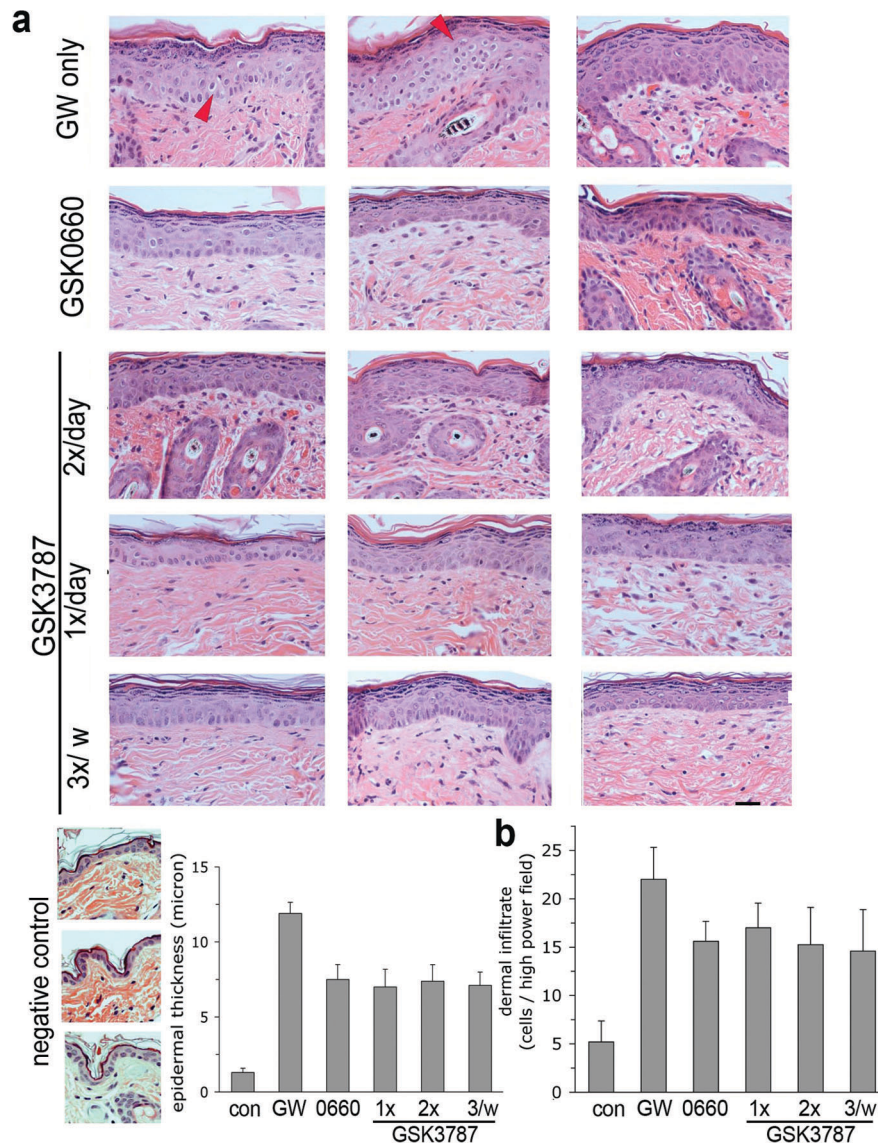 a
GW only
GSK0660
GSK3787
2x/day
1x/day
3x/ w
negative control
epidermal thickness (micron)
15
10
5
0
con GW 0660 1x 2x 3/w
GSK3787
b
dermal infiltrate
(cells / high power field)
25
20
15
10
5
0
con GW 0660 1x 2x 3/w
GSK3787